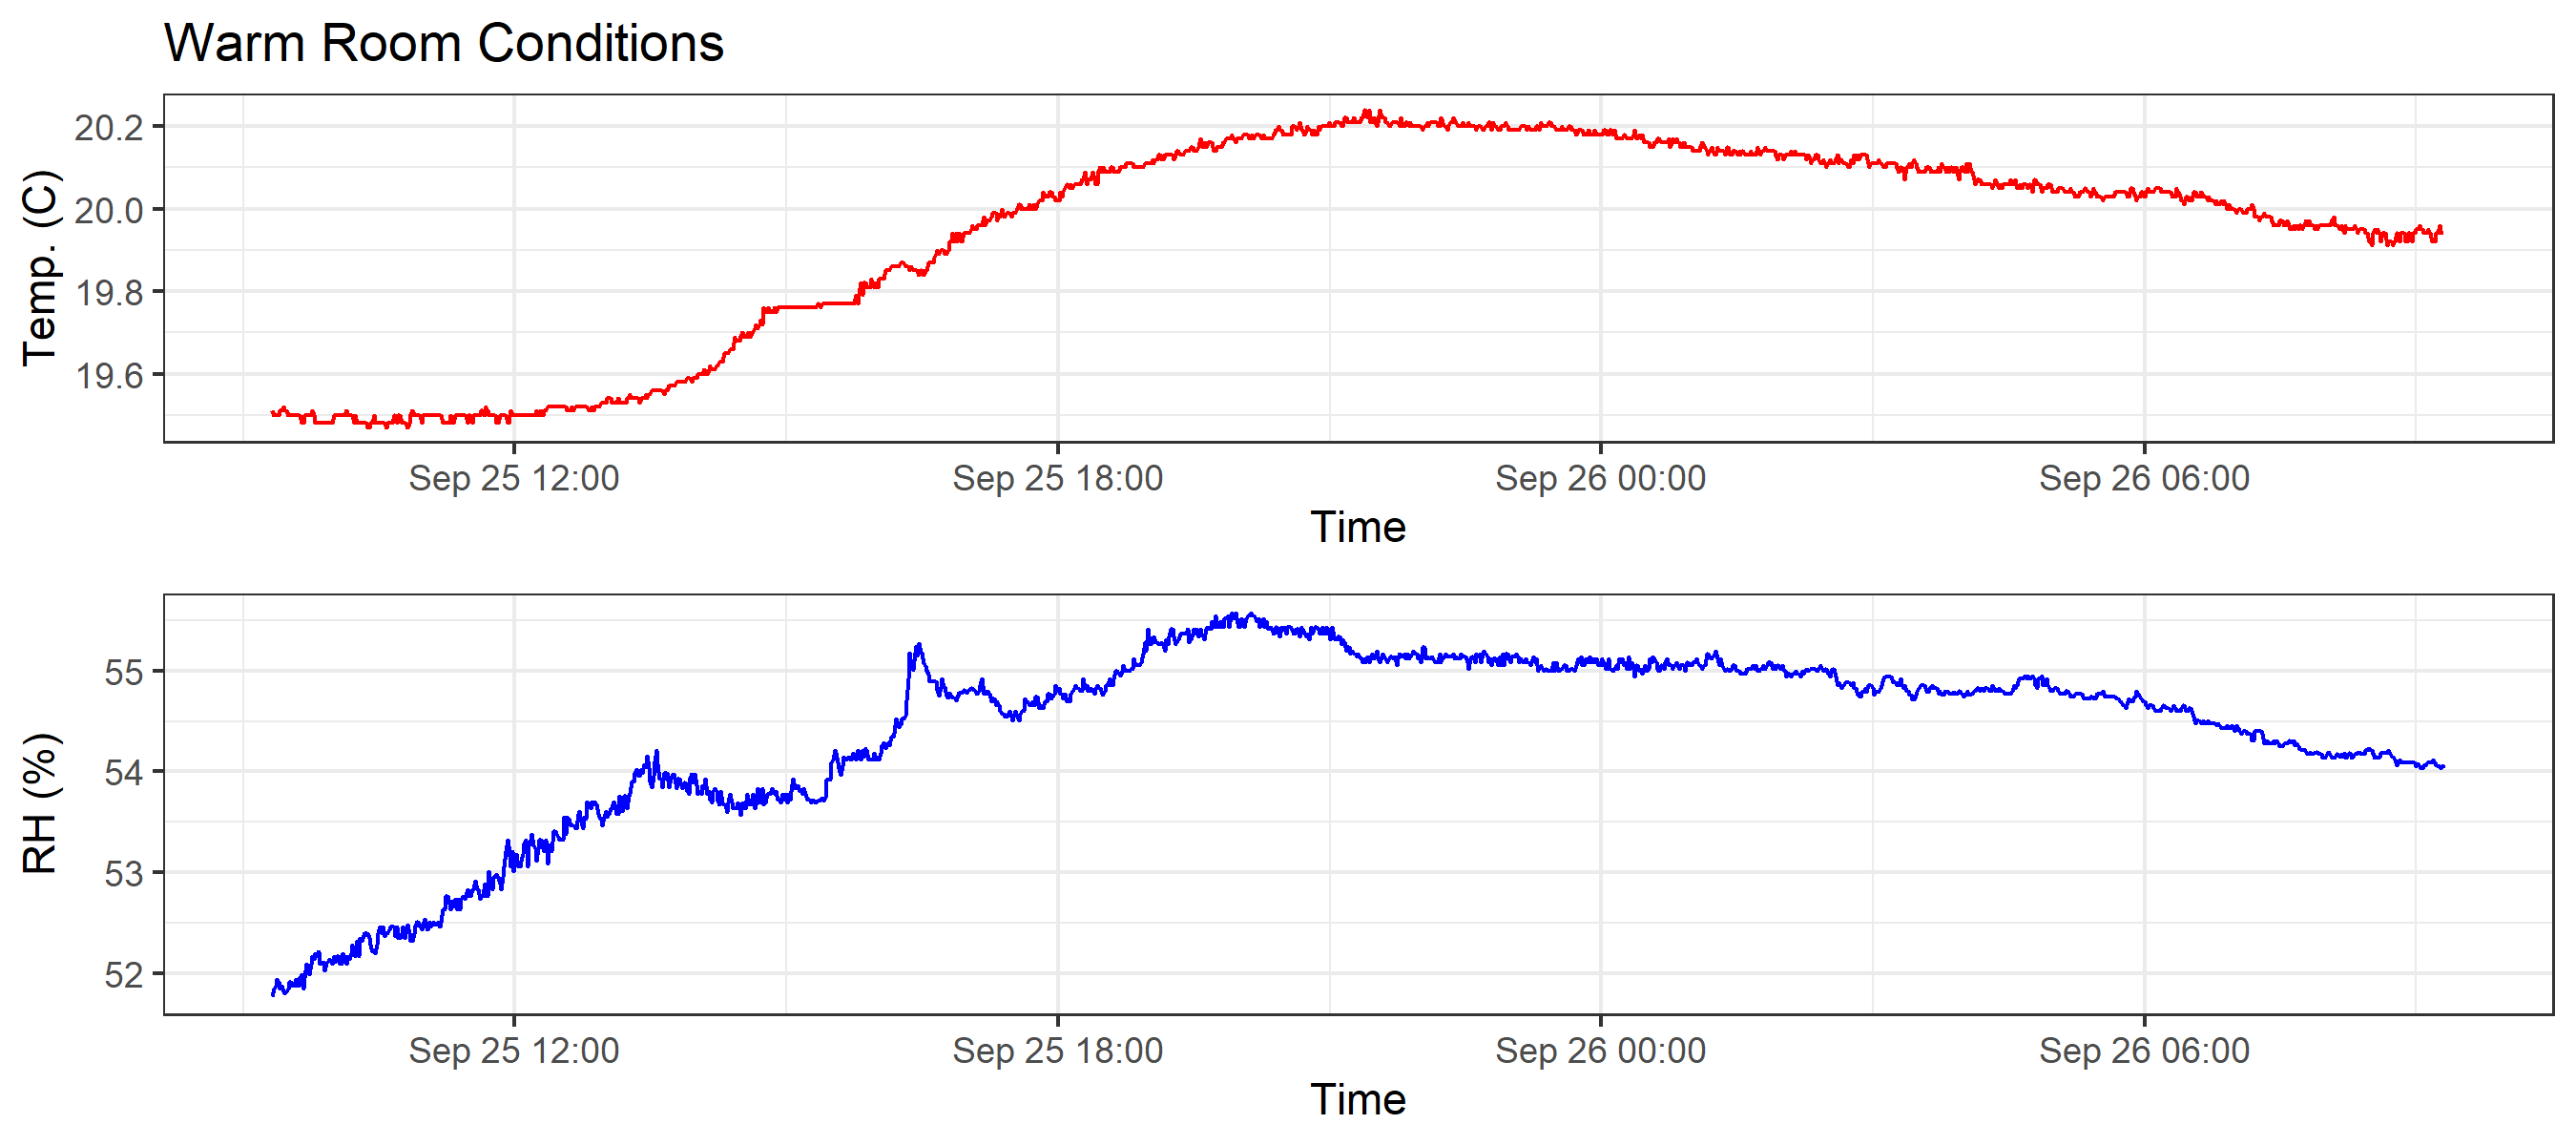 Warm Room Conditions
Temp. (C)
20.2
20.0
19.8
19.6
Sep 25 12:00 Sep 25 18:00 Sep 26 00:00 Sep 26 06:00
Time
RH (%)
55
54
53
52
Sep 25 12:00 Sep 25 18:00 Sep 26 00:00 Sep 26 06:00
Time